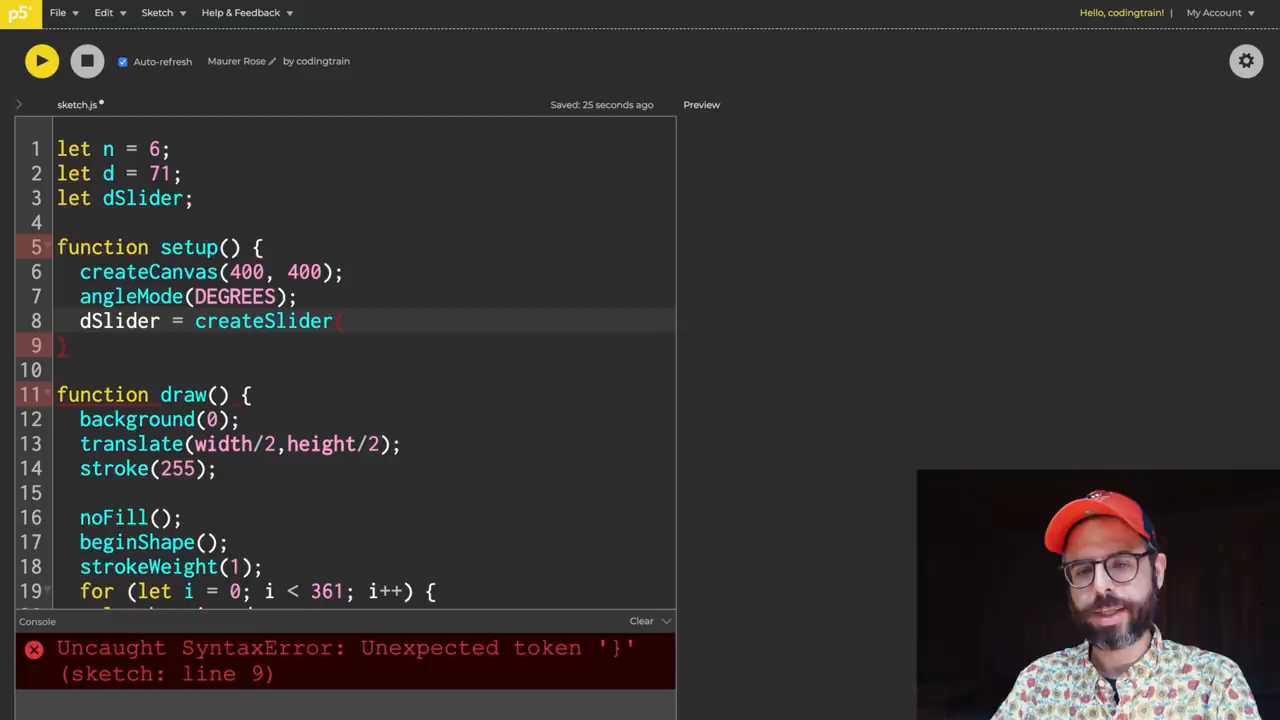 p5* File Edit Sketch Help & Feedback Hello, codingtrain! | My Account
Auto-refresh Maurer Rose by codingtrain
sketch.js Saved: 25 seconds ago Preview
1 let n = 6;
2 let d = 71;
3 let dSlider;
4
5 function setup() {
6 createCanvas(400, 400);
7 angleMode(DEGREES);
8 dSlider = createSlider(
9 }
10
11 function draw() {
12 background(0);
13 translate(width/2,height/2);
14 stroke(255);
15
16 noFill();
17 beginShape();
18 strokeWeight(1);
19 for (let i = 0; i < 361; i++) {
Console Clear
Uncaught SyntaxError: Unexpected token '}'
(sketch: line 9)